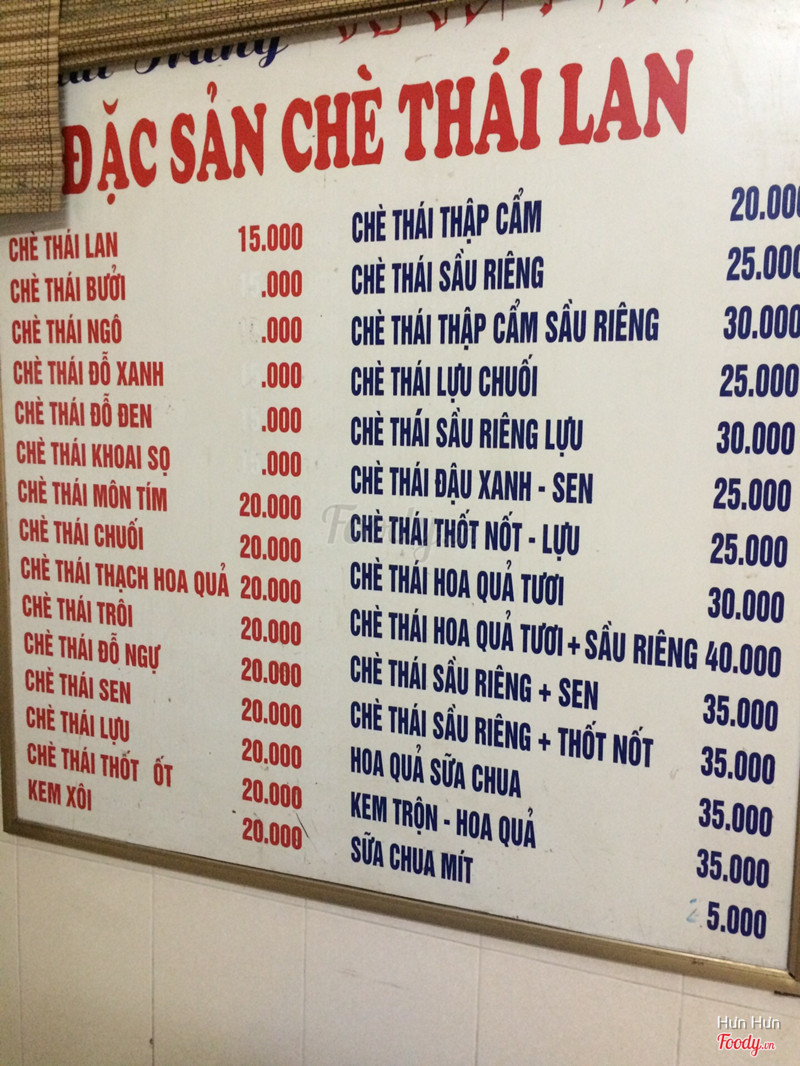 ĐẶC SẢN CHÈ THÁI LAN
CHÈ THÁI LAN 15.000
CHÈ THÁI BƯỞI .000
CHÈ THÁI NGÔ .000
CHÈ THÁI ĐỖ XANH .000
CHÈ THÁI ĐỖ ĐEN .000
CHÈ THÁI KHOAI SỌ .000
CHÈ THÁI MÔN TÍM 20.000
CHÈ THÁI CHUỐI 20.000
CHÈ THÁI THẠCH HOA QUẢ 20.000
CHÈ THÁI TRÔI 20.000
CHÈ THÁI ĐỖ NGỰ 20.000
CHÈ THÁI SEN 20.000
CHÈ THÁI LỰU 20.000
CHÈ THÁI THỐT ỐT 20.000
KEM XÔI 20.000
CHÈ THÁI THẬP CẨM 20.000
CHÈ THÁI SẦU RIÊNG 25.000
CHÈ THÁI THẬP CẨM SẦU RIÊNG 30.000
CHÈ THÁI LỰU CHUỐI 25.000
CHÈ THÁI SẦU RIÊNG LỰU 30.000
CHÈ THÁI ĐẬU XANH - SEN 25.000
CHÈ THÁI THỐT NỐT - LỰU 25.000
CHÈ THÁI HOA QUẢ TƯƠI 30.000
CHÈ THÁI HOA QUẢ TƯƠI + SẦU RIÊNG 40.000
CHÈ THÁI SẦU RIÊNG + SEN 35.000
CHÈ THÁI SẦU RIÊNG + THỐT NỐT 35.000
HOA QUẢ SỮA CHUA 35.000
KEM TRỘN - HOA QUẢ 35.000
SỮA CHUA MÍT 25.000
Hưn Hưn
Foody.vn